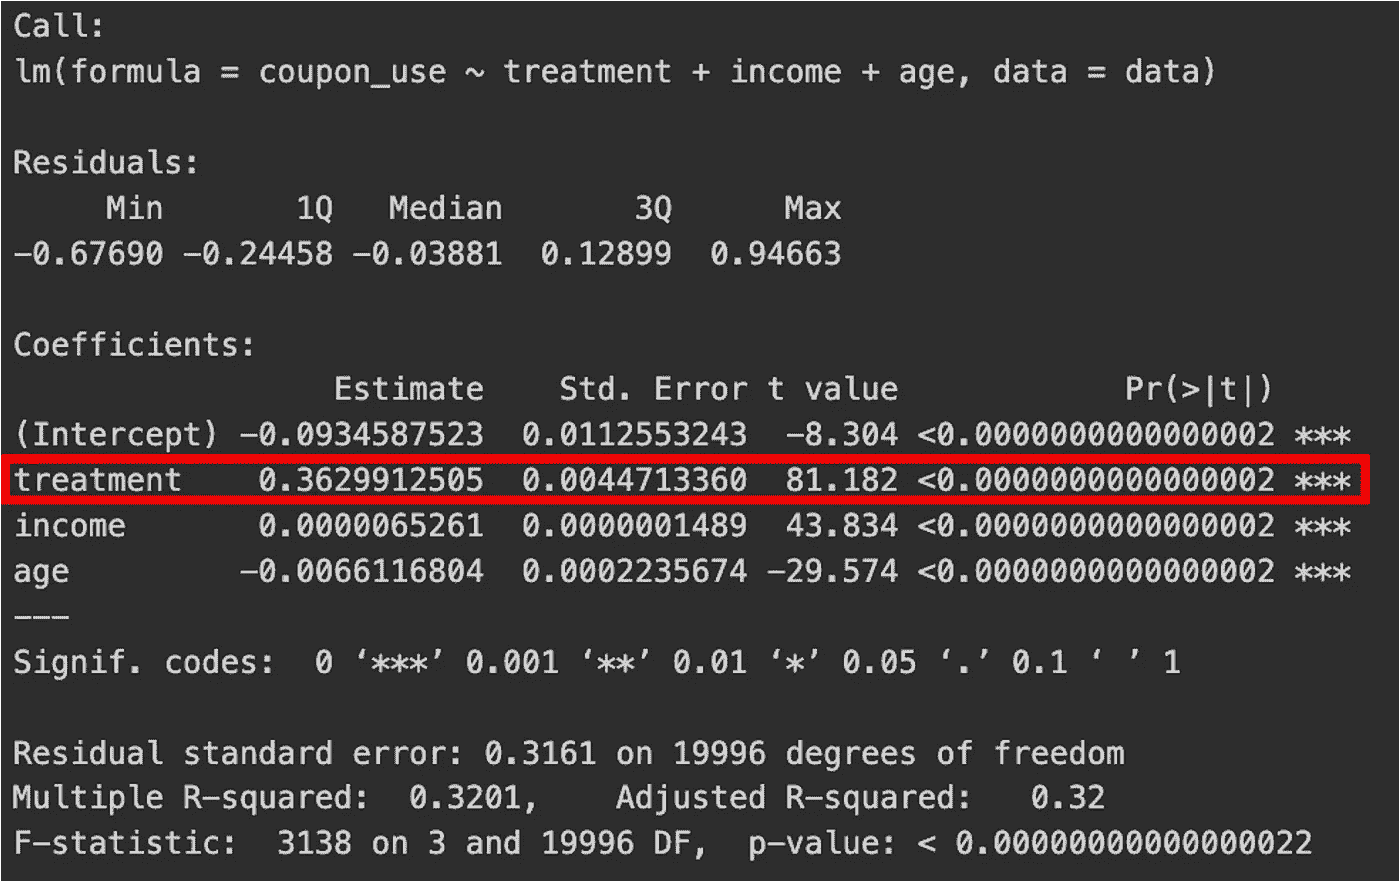 Call:
lm(formula = coupon_use ~ treatment + income + age, data = data)
Residuals:
Min 1Q Median 3Q Max
-0.67690 -0.24458 -0.03881 0.12899 0.94663
Coefficients:
Estimate Std. Error t value Pr(>|t|)
(Intercept) -0.0934587523 0.0112553243 -8.304 <0.0000000000000002 ***
treatment 0.3629912505 0.0044713360 81.182 <0.0000000000000002 ***
income 0.0000065261 0.0000001489 43.834 <0.0000000000000002 ***
age -0.0066116804 0.0002235674 -29.574 <0.0000000000000002 ***
---
Signif. codes: 0 ‘***’ 0.001 ‘**’ 0.01 ‘*’ 0.05 ‘.’ 0.1 ‘ ’ 1
Residual standard error: 0.3161 on 19996 degrees of freedom
Multiple R-squared: 0.3201, Adjusted R-squared: 0.32
F-statistic: 3138 on 3 and 19996 DF, p-value: < 0.00000000000000022